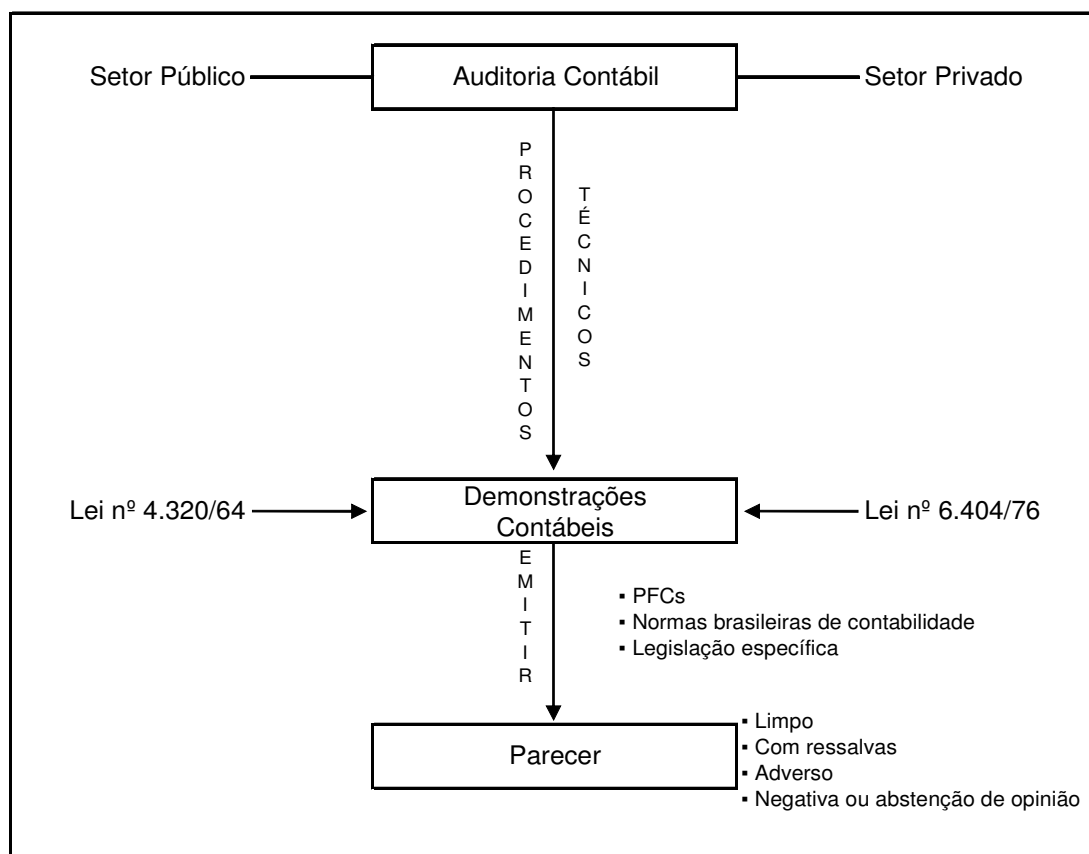 Setor Público
Auditoria Contábil
Setor Privado
PROCEDIMENTOS
TÉCNICOS
Lei nº 4.320/64
Demonstrações
Contábeis
Lei nº 6.404/76
EMITIR
▪ PFCs
▪ Normas brasileiras de contabilidade
▪ Legislação específica
Parecer
▪ Limpo
▪ Com ressalvas
▪ Adverso
▪ Negativa ou abstenção de opinião